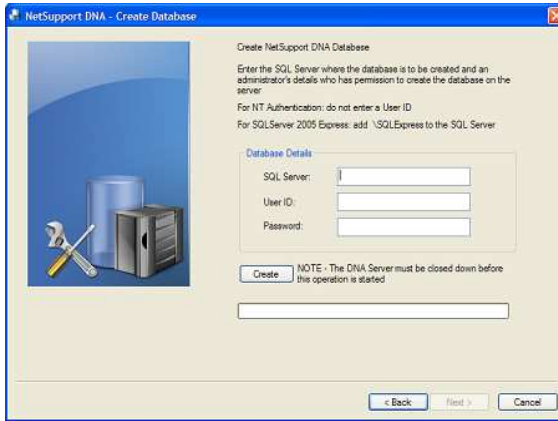 NetSupport DNA - Create Database
Create NetSupport DNA Database
Enter the SQL Server where the database is to be created and an
administrator's details who has permission to create the database on the
server
For NT Authentication: do not enter a User ID
For SQLServer 2005 Express: add \SQLExpress to the SQL Server
Database Details
SQL Server:
User ID:
Password:
Create
NOTE - The DNA Server must be closed down before
this operation is started
< Back
Next >
Cancel